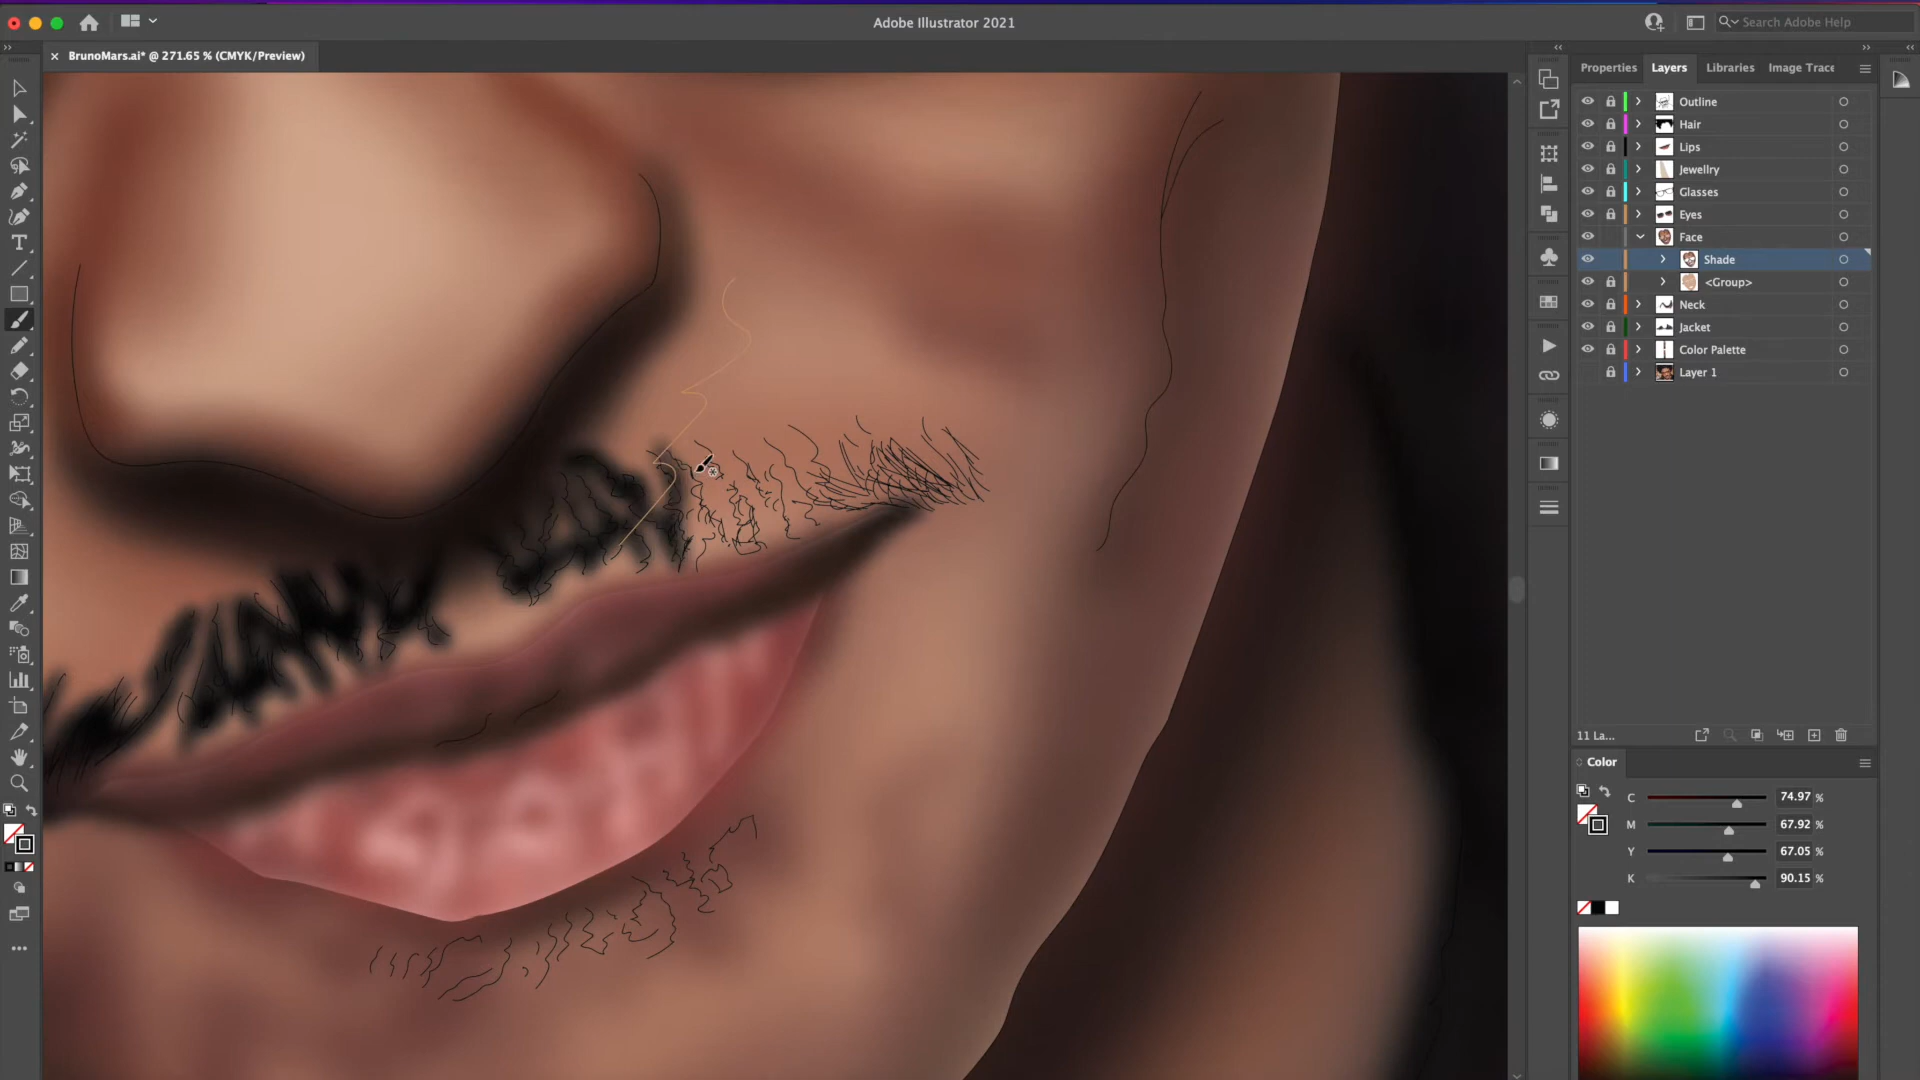 Adobe Illustrator 2021
Search Adobe Help
BrunoMars.ai* @ 271.65 % (CMYK/Preview)
Properties Layers Libraries Image Trace
Outline
Hair
Lips
Jewellry
Glasses
Eyes
Face
Shade
<Group>
Neck
Jacket
Color Palette
Layer 1
11 La...
Color
C 74.97 %
M 67.92 %
Y 67.05 %
K 90.15 %